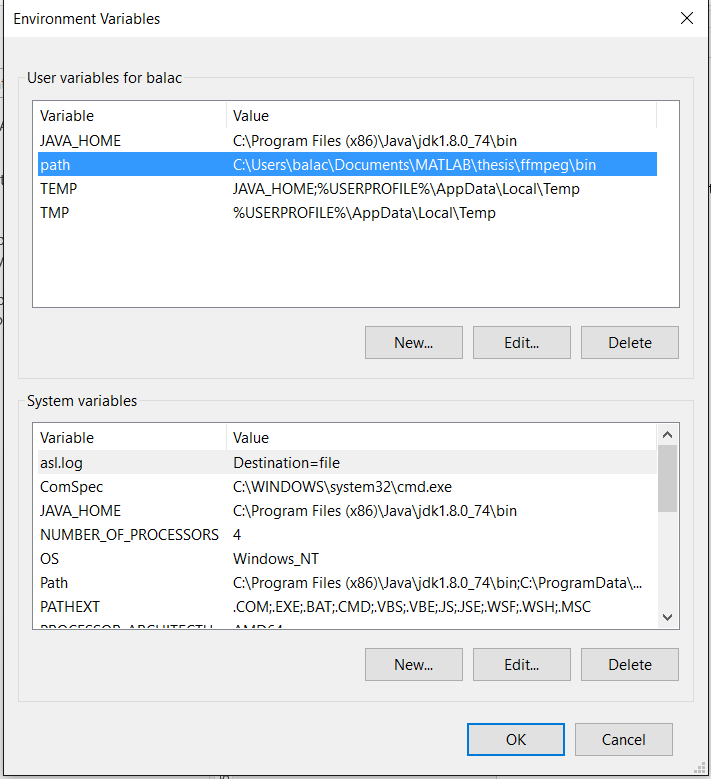 Environment Variables
User variables for balac
Variable Value
JAVA_HOME C:\Program Files (x86)\Java\jdk1.8.0_74\bin
path C:\Users\balac\Documents\MATLAB\thesis\ffmpeg\bin
TEMP JAVA_HOME;%USERPROFILE%\AppData\Local\Temp
TMP %USERPROFILE%\AppData\Local\Temp
New... Edit... Delete
System variables
Variable Value
asl.log Destination=file
ComSpec C:\WINDOWS\system32\cmd.exe
JAVA_HOME C:\Program Files (x86)\Java\jdk1.8.0_74\bin
NUMBER_OF_PROCESSORS 4
OS Windows_NT
Path C:\Program Files (x86)\Java\jdk1.8.0_74\bin;C:\ProgramData\...
PATHEXT .COM;.EXE;.BAT;.CMD;.VBS;.VBE;.JS;.JSE;.WSF;.WSH;.MSC
New... Edit... Delete
OK Cancel